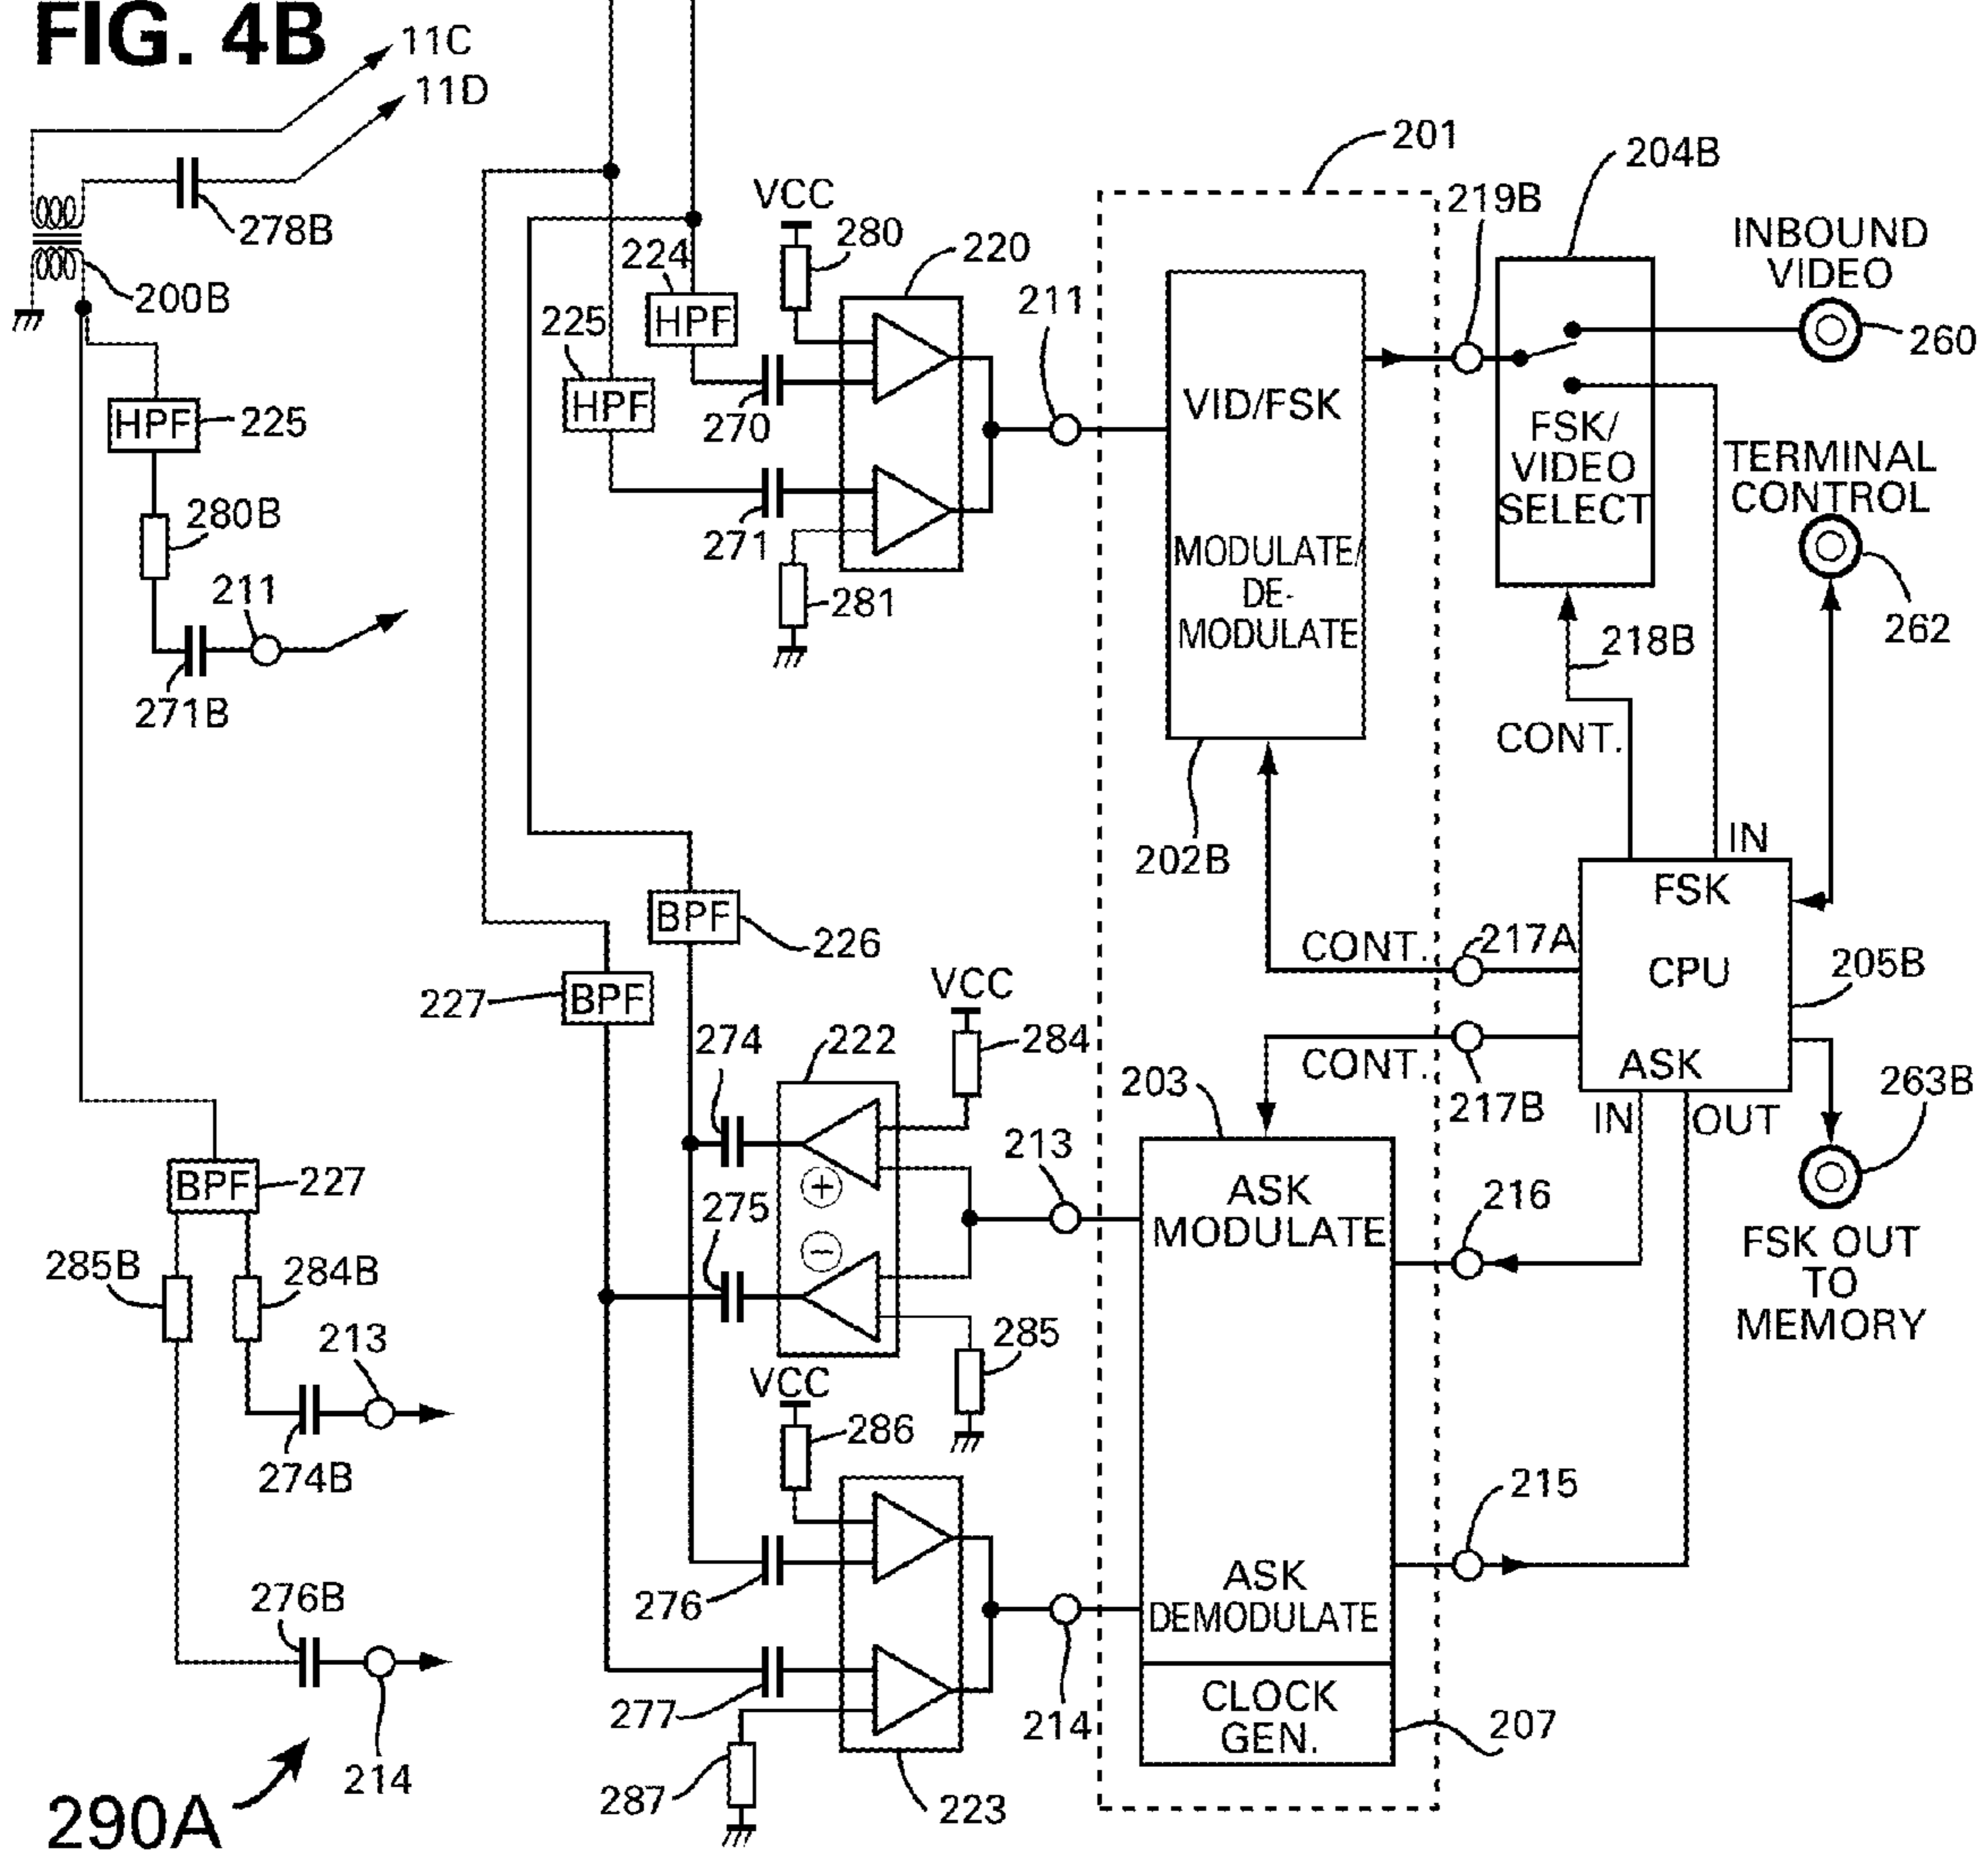 FIG. 4B
11C
11D
278B
200B
HPF
225
280B
211
271B
BPF
227
285B
284B
213
274B
276B
214
290A
VCC
280
220
224
HPF
225
HPF
270
271
281
211
201
VID/FSK
MODULATE/
DE-
MODULATE
202B
219B
204B
FSK/
VIDEO
SELECT
INBOUND
VIDEO
260
TERMINAL
CONTROL
262
218B
CONT.
IN
FSK
CPU
ASK
205B
CONT.
217A
CONT.
217B
IN
OUT
263B
FSK OUT
TO
MEMORY
BPF
226
227
BPF
274
222
VCC
284
275
+
−
285
213
203
ASK
MODULATE
216
VCC
286
276
277
287
223
214
ASK
DEMODULATE
215
CLOCK
GEN.
207